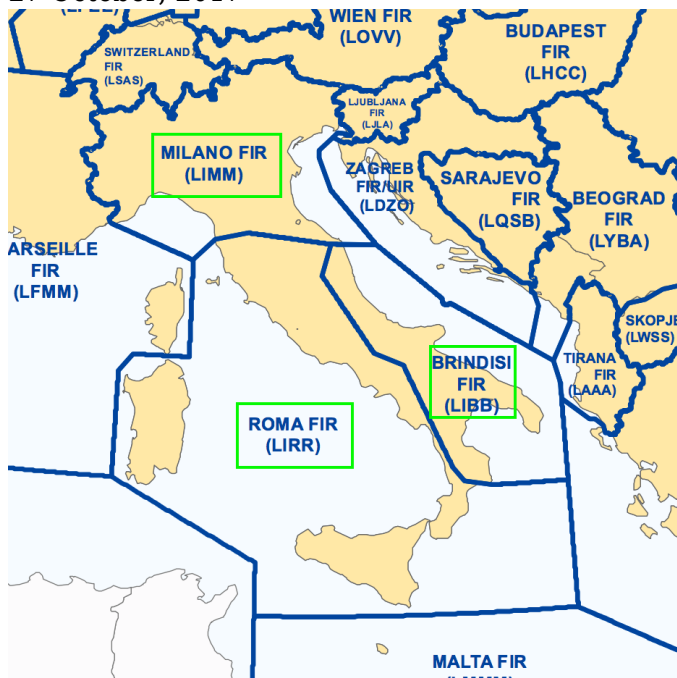 WIEN FIR
(LOVV)
BUDAPEST
FIR
(LHCC)
SWITZERLAND
FIR
(LSAS)
LJUBLJANA
FIR
(LJLA)
MILANO FIR
(LIMM)
ZAGREB
FIR/UIR
(LDZO)
SARAJEVO
FIR
(LQSB)
BEOGRAD
FIR
(LYBA)
ARSEILLE
FIR
(LFMM)
SKOPJE
(LWSS)
TIRANA
FIR
(LAAA)
BRINDISI
FIR
(LIBB)
ROMA FIR
(LIRR)
MALTA FIR